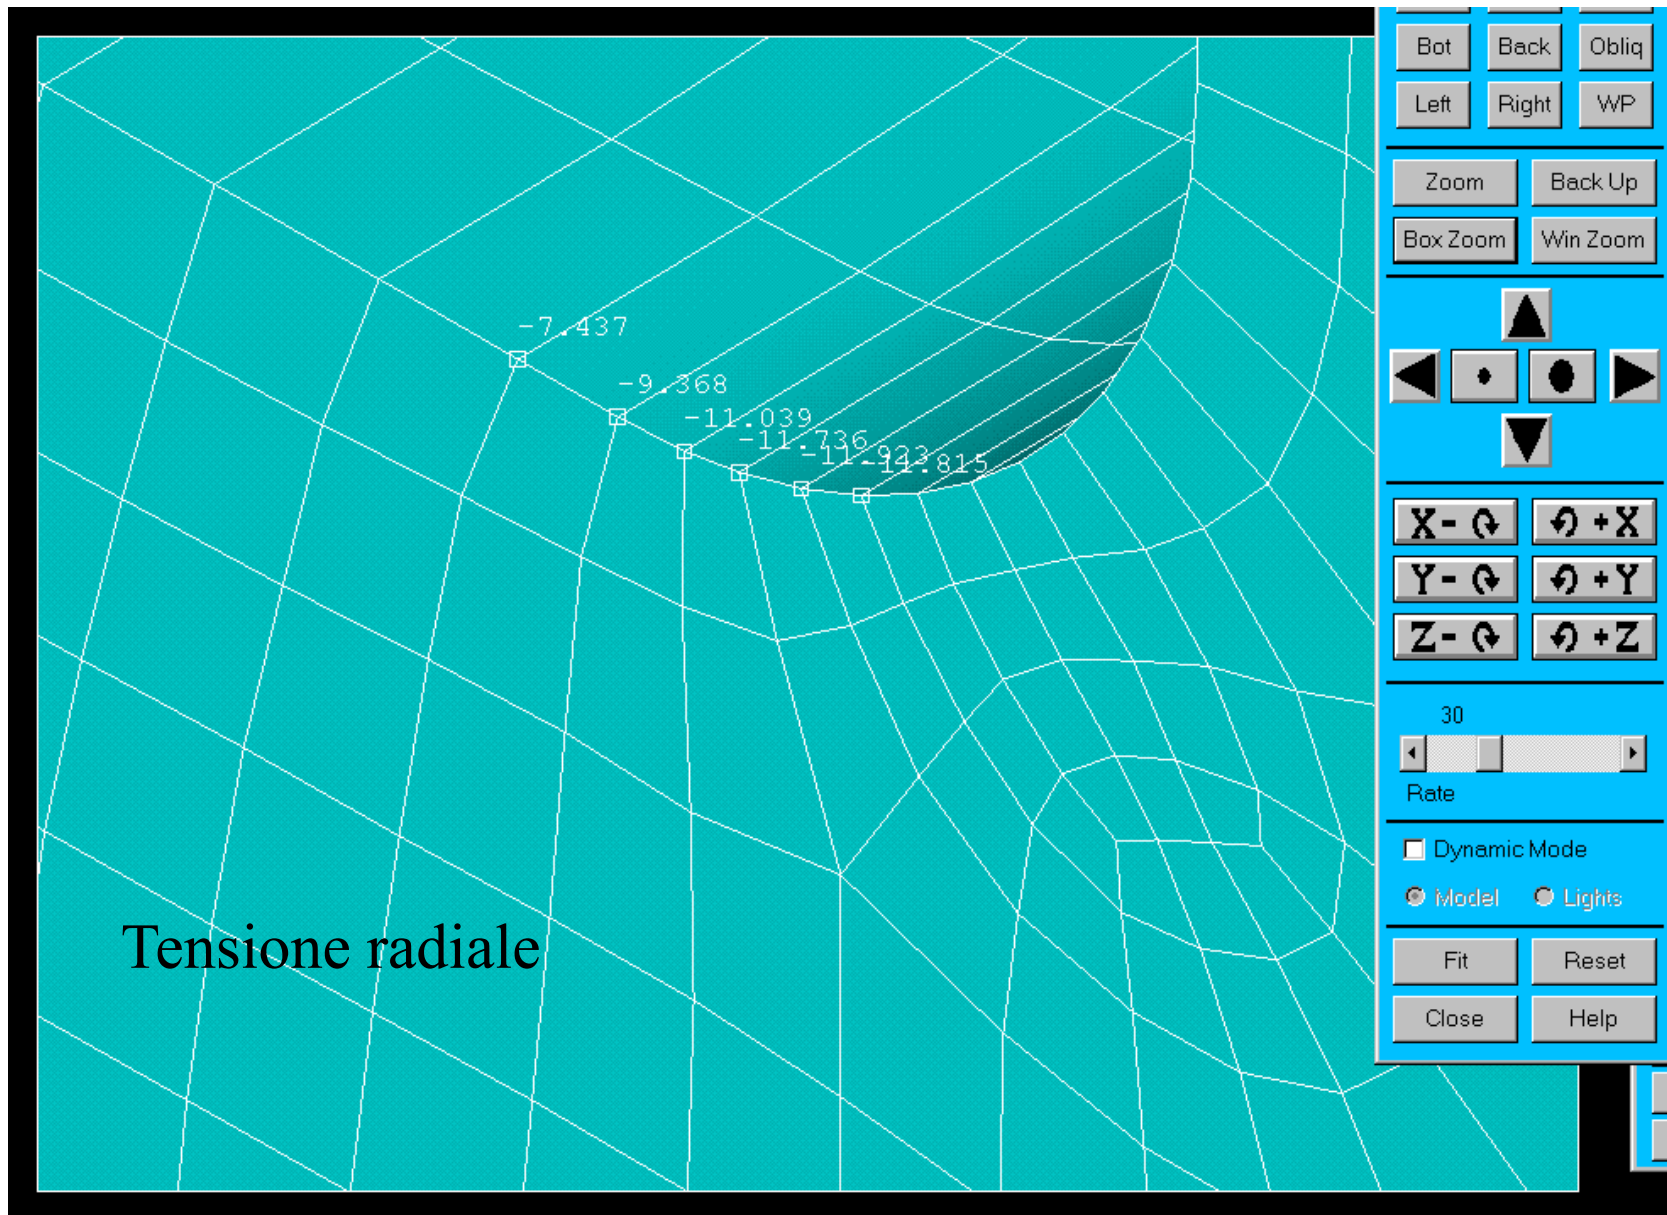 Bot Back Obliq
Left Right WP
Zoom Back Up
Box Zoom Win Zoom
X- +X
Y- +Y
Z- +Z
30
Rate
Dynamic Mode
Model Lights
Fit Reset
Close Help
-7.437
-9.368
-11.039
-11.736
-11.815
Tensione radiale